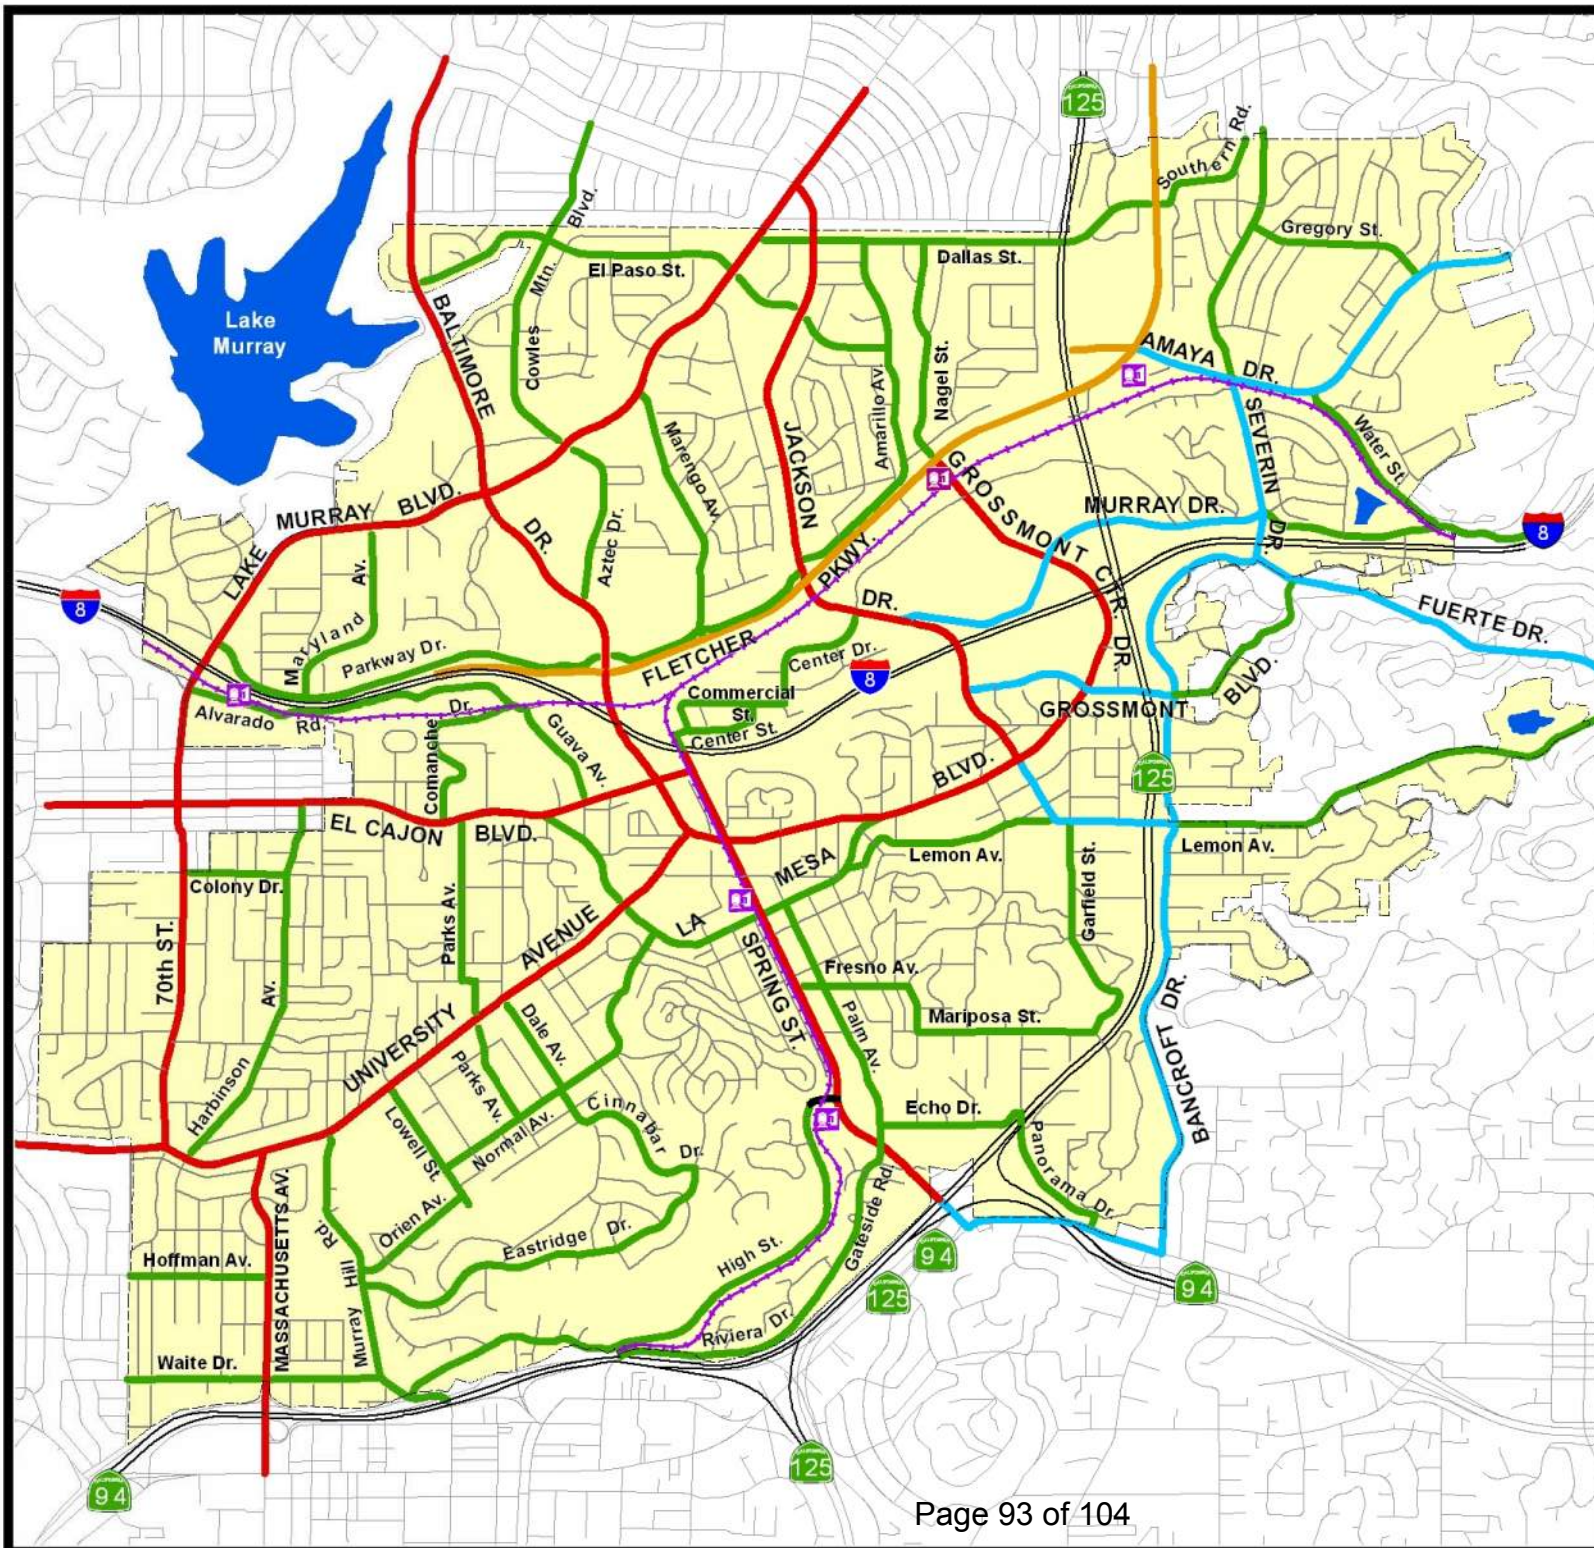 125
Southern Rd.
Gregory St.
Blvd.
Mtn.
Cowles
El Paso St.
Dallas St.
Lake
Murray
BALTIMORE
DR.
AMAYA DR.
Nagel St.
Amarillo Av.
SEVERIN
DR.
Water St.
Marengo Av.
JACKSON
DR.
GROSSMONT CTR. DR.
MURRAY DR.
8
LAKE MURRAY BLVD.
Aztec Dr.
PKWY.
FLETCHER
8
Maryland Av.
Parkway Dr.
FUERTE DR.
Center Dr.
8
Commercial
St.
Center St.
GROSSMONT
BLVD.
Alvarado Rd.
Dr.
Comanche
Guava Av.
125
EL CAJON BLVD.
BLVD.
LA MESA
Lemon Av.
Lemon Av.
Garfield St.
Colony Dr.
Parks Av.
70th ST.
Harbinson Av.
UNIVERSITY AVENUE
SPRING ST.
Fresno Av.
Palm Av.
Mariposa St.
BANCROFT DR.
Dale Av.
Parks Av.
Normal Av.
Cinnabar Dr.
Echo Dr.
Panorama Dr.
Lowell St.
Orien Av.
MASSACHUSETTS AV.
Murray Hill Rd.
Hoffman Av.
Eastridge Dr.
High St.
Gateside Rd.
94
125
94
Riviera Dr.
Waite Dr.
125
94
Page 93 of 104